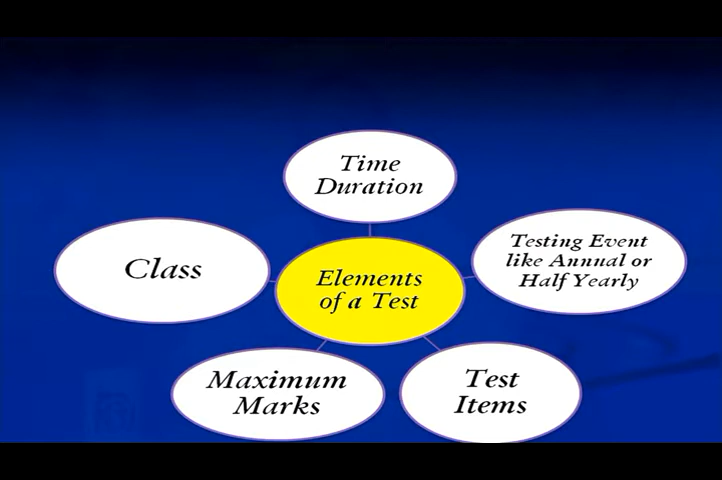 Time
Duration
Testing Event
like Annual or
Half Yearly
Class
Elements
of a Test
Maximum
Marks
Test
Items